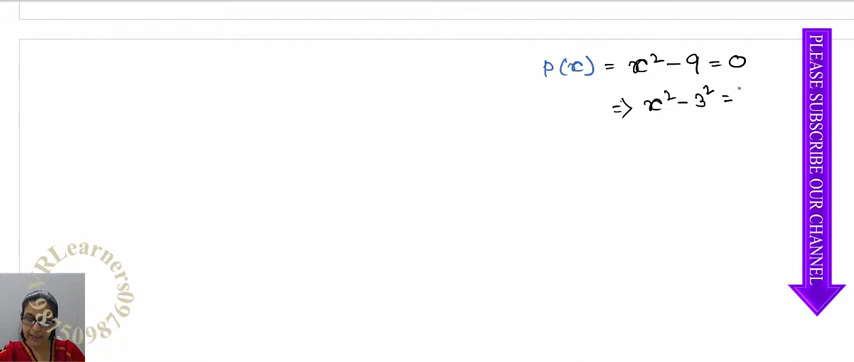 P(x) = x² - 9 = 0
=> x² - 3² =
PLEASE SUBSCRIBE OUR CHANNEL